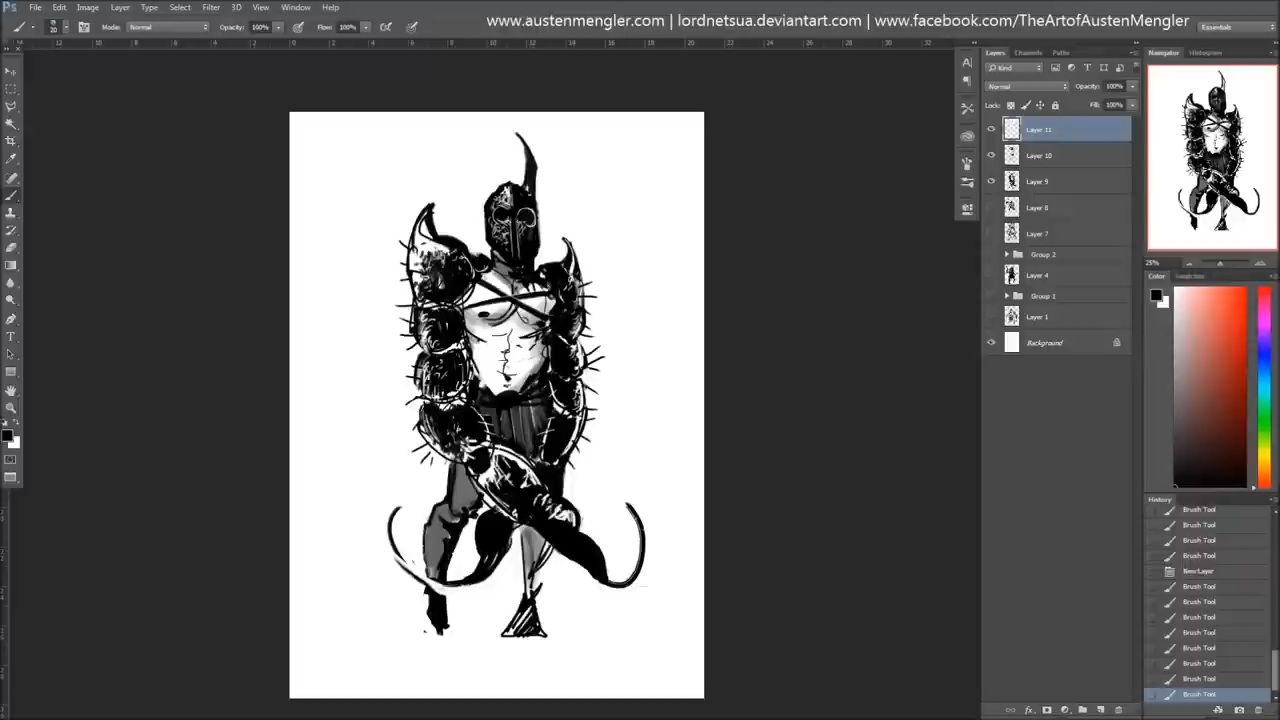 www.austenmengler.com | lordnetsua.deviantart.com | www.facebook.com/TheArtofAustenMengler
Ps File Edit Image Layer Type Select Filter 3D View Window Help
20 Mode: Normal Opacity: 100% Flow: 100% Essentials
Layers Channels Paths
Navigator Histogram
Kind
Normal Opacity: 100%
Lock: Fill: 100%
Layer 11
Layer 10
Layer 9
Layer 8
Layer 7
Group 2
Layer 4
Group 1
Layer 1
Background
25%
Color
History
Brush Tool
Brush Tool
Brush Tool
Brush Tool
New Layer
Brush Tool
Brush Tool
Brush Tool
Brush Tool
Brush Tool
Brush Tool
Brush Tool
Brush Tool